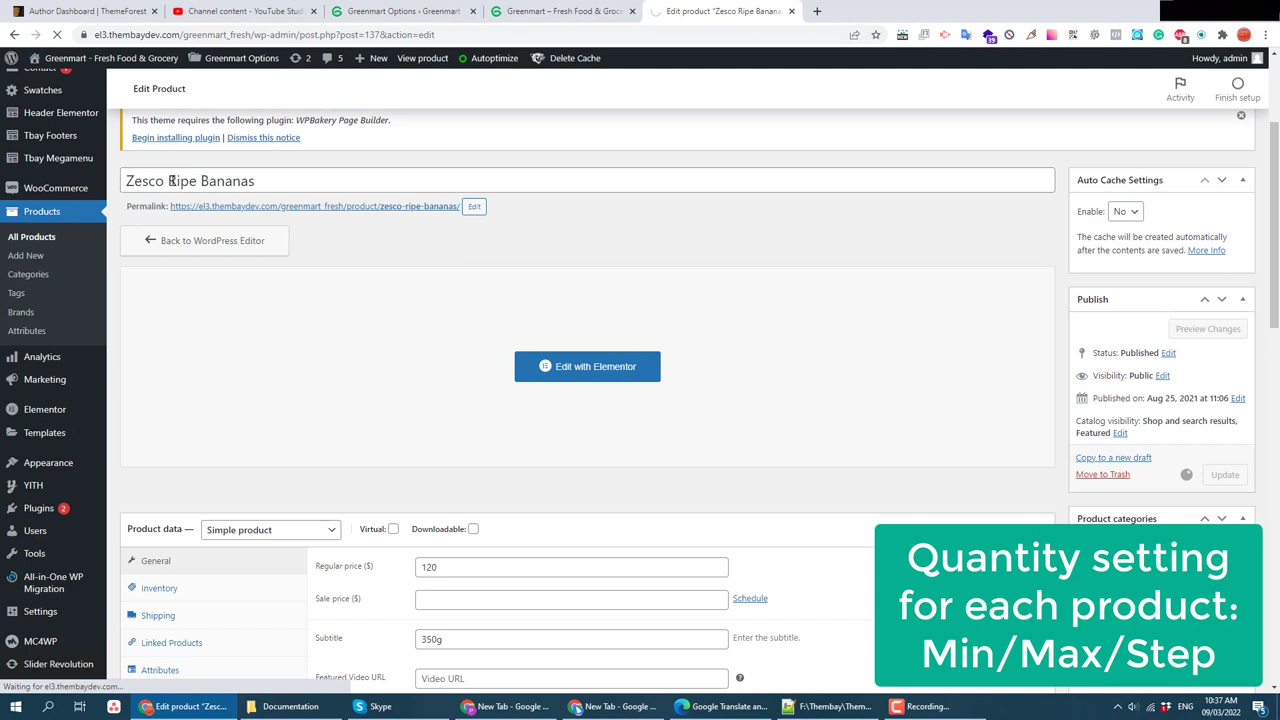 Author Dashboard | ThemeForest
Content - YouTube Stud
Greenmart Options ‹ Greenmart
Greenmart – Fresh Food & Groc
Edit product "Zesco Ripe Banana
el3.thembaydev.com/greenmart_fresh/wp-admin/post.php?post=137&action=edit
39
8
Greenmart - Fresh Food & Grocery
Greenmart Options
2
5
New
View product
Autoptimize
Delete Cache
Howdy, admin
Contact
Swatches
Header Elementor
Tbay Footers
Tbay Megamenu
WooCommerce
Products
All Products
Add New
Categories
Tags
Brands
Attributes
Analytics
Marketing
Elementor
Templates
Appearance
YITH
Plugins 2
Users
Tools
All-in-One WP
Migration
Settings
MC4WP
Slider Revolution
Edit Product
Activity
Finish setup
This theme requires the following plugin: WPBakery Page Builder.
Begin installing plugin | Dismiss this notice
Zesco Ripe Bananas
Permalink: https://el3.thembaydev.com/greenmart_fresh/product/zesco-ripe-bananas/ Edit
Back to WordPress Editor
Edit with Elementor
Product data — Simple product Virtual: Downloadable:
General
Inventory
Shipping
Linked Products
Attributes
Regular price ($) 120
Sale price ($) Schedule
Subtitle 350g Enter the subtitle.
Featured Video URL Video URL
Auto Cache Settings
Enable: No
The cache will be created automatically
after the contents are saved. More Info
Publish
Preview Changes
Status: Published Edit
Visibility: Public Edit
Published on: Aug 25, 2021 at 11:06 Edit
Catalog visibility: Shop and search results,
Featured Edit
Copy to a new draft
Move to Trash
Update
Product categories
Quantity setting
for each product:
Min/Max/Step
Waiting for el3.thembaydev.com...
Edit product "Zesc...
Documentation
Skype
New Tab - Google ...
New Tab - Google ...
Google Translate an...
F:\Thembay\Them...
Recording...
ENG
10:37 AM
09/03/2022
5